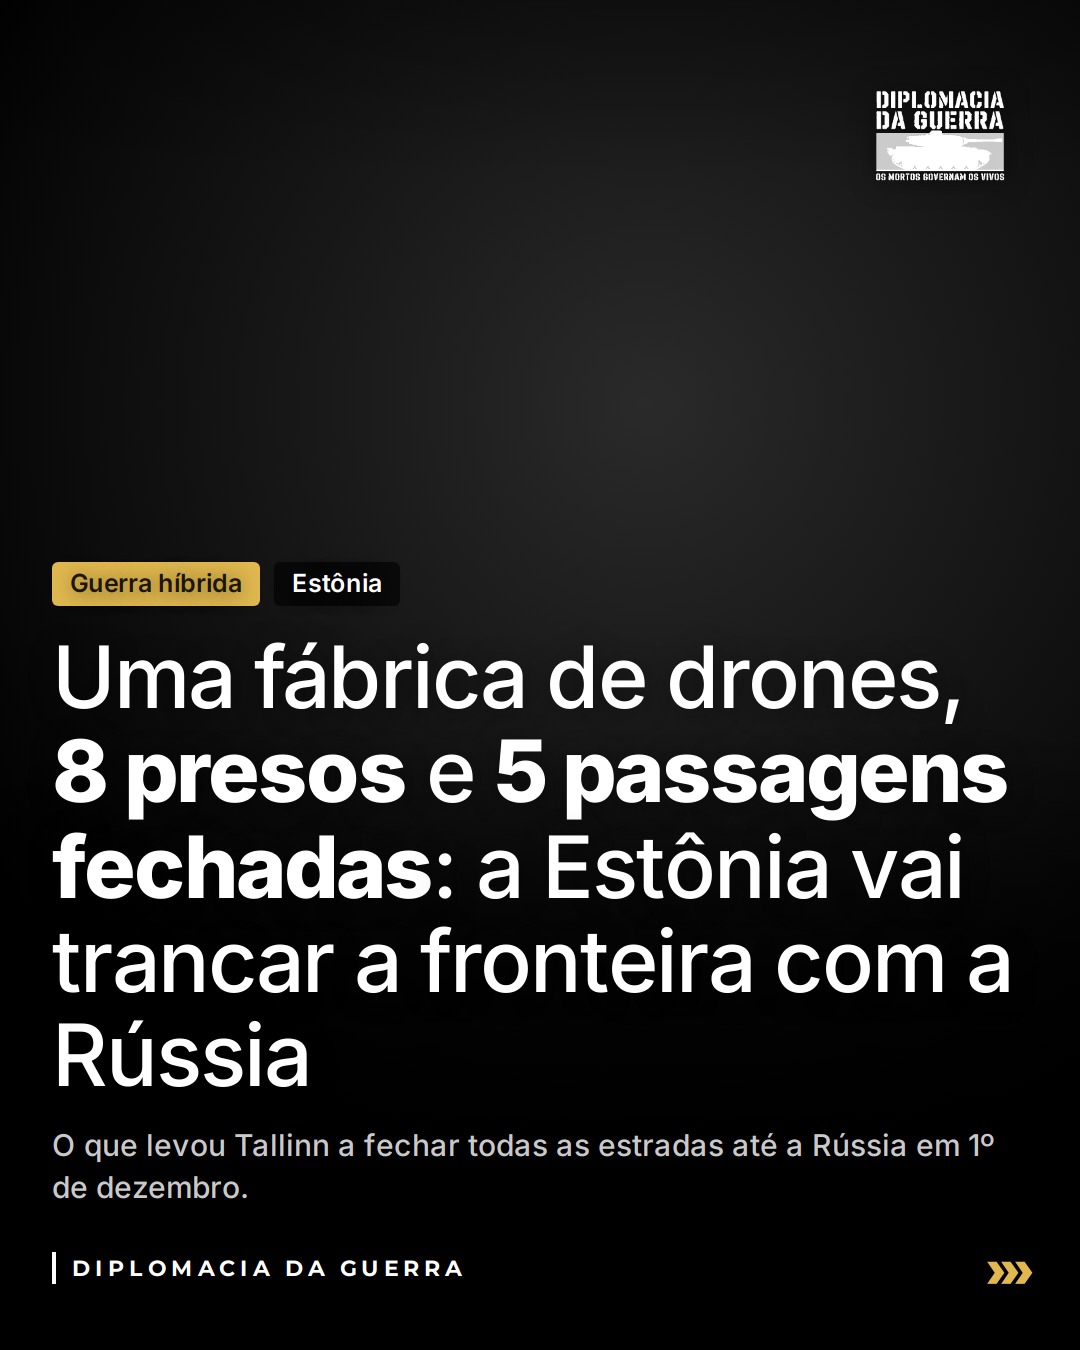 DIPLOMACIA
DA GUERRA
OS MORTOS GOVERNAM OS VIVOS
Guerra híbrida
Estônia
Uma fábrica de drones,
8 presos e 5 passagens
fechadas: a Estônia vai
trancar a fronteira com a
Rússia
O que levou Tallinn a fechar todas as estradas até a Rússia em 1º
de dezembro.
DIPLOMACIA DA GUERRA